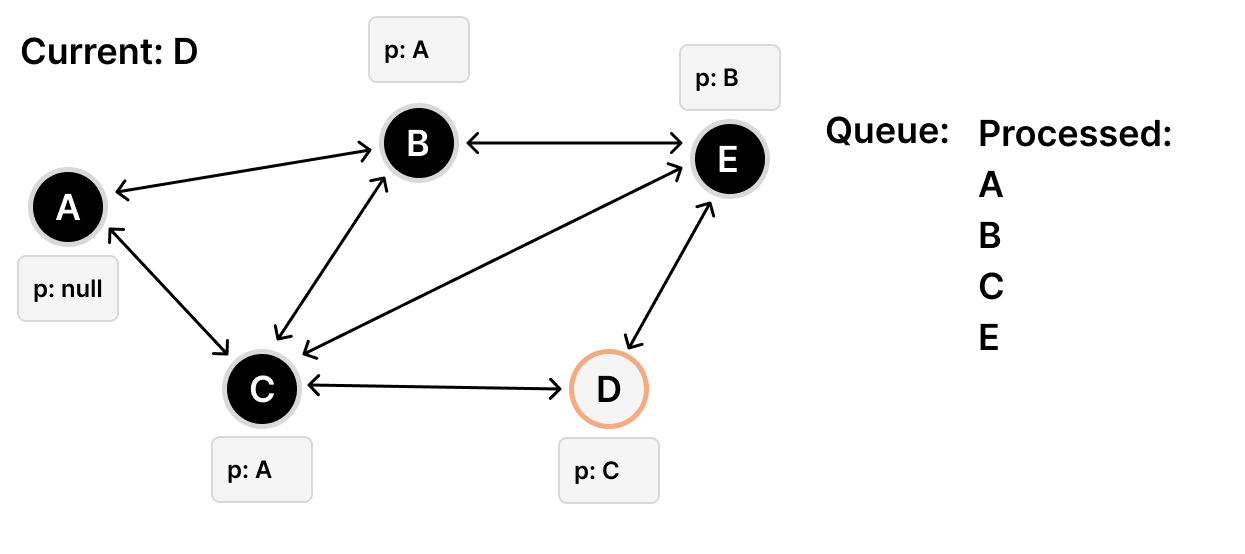 Current: D
p: A
p: B
B
E
A
p: null
C
D
p: A
p: C
Queue:
Processed:
A
B
C
E